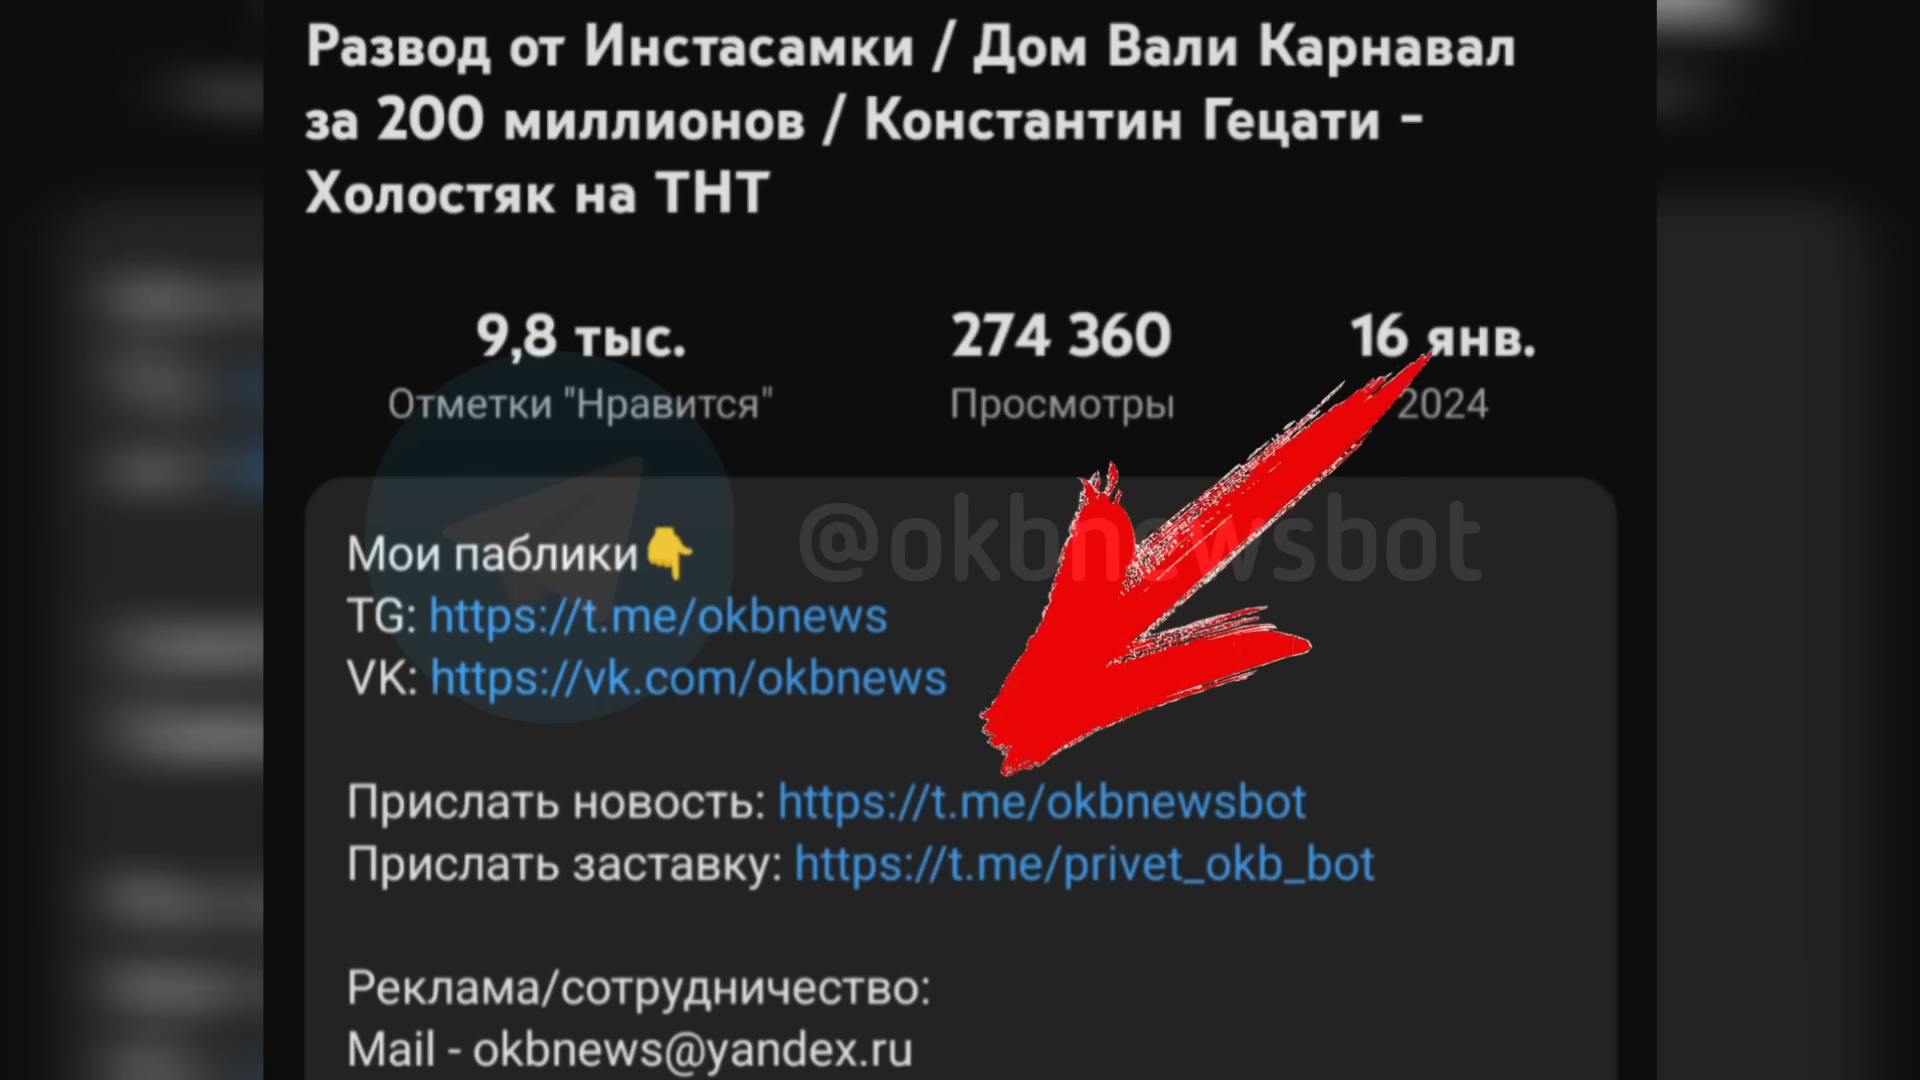 Развод от Инстасамки / Дом Вали Карнавал
за 200 миллионов / Константин Гецати -
Холостяк на ТНТ
9,8 тыс. 274 360 16 янв.
Отметки "Нравится" Просмотры 2024
@okbnewsbot
Мои паблики👇
TG: https://t.me/okbnews
VK: https://vk.com/okbnews
Прислать новость: https://t.me/okbnewsbot
Прислать заставку: https://t.me/privet_okb_bot
Реклама/сотрудничество:
Mail - okbnews@yandex.ru